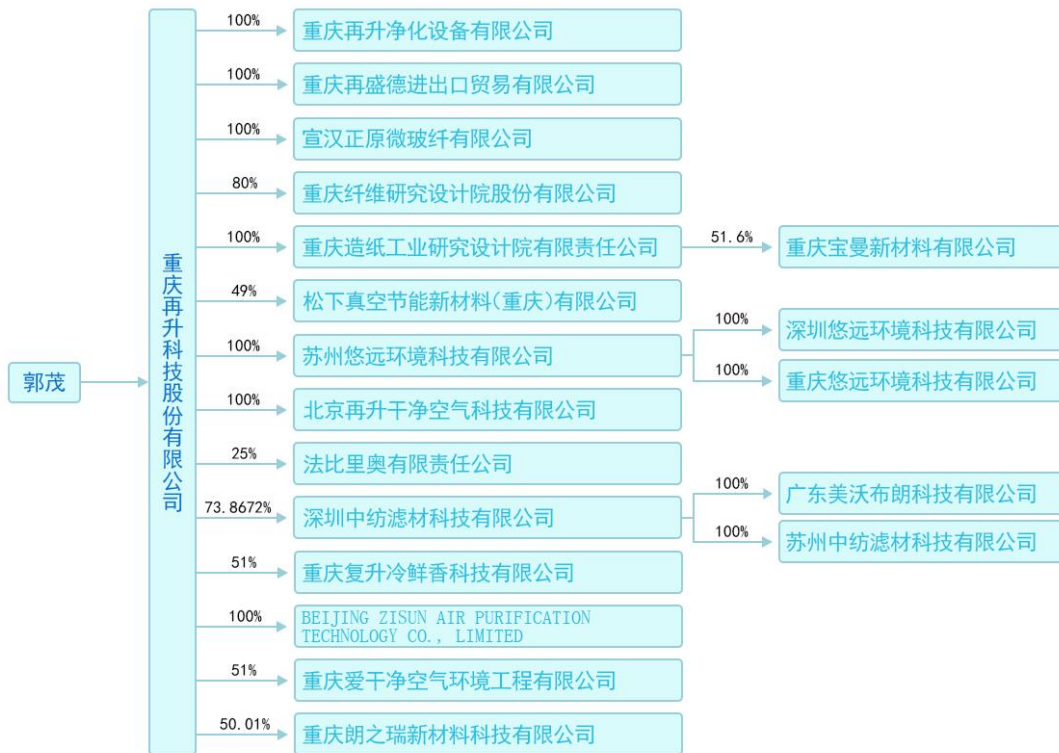 郭茂
重庆再升科技股份有限公司
100%
重庆再升净化设备有限公司
100%
重庆再盛德进出口贸易有限公司
100%
宣汉正原微玻纤有限公司
80%
重庆纤维研究设计院股份有限公司
100%
重庆造纸工业研究设计院有限责任公司
51.6%
重庆宝曼新材料有限公司
49%
松下真空节能新材料(重庆)有限公司
100%
苏州悠远环境科技有限公司
100%
深圳悠远环境科技有限公司
100%
重庆悠远环境科技有限公司
100%
北京再升干净空气科技有限公司
25%
法比里奥有限责任公司
73.8672%
深圳中纺滤材科技有限公司
100%
广东美沃布朗科技有限公司
100%
苏州中纺滤材科技有限公司
51%
重庆复升冷鲜香科技有限公司
100%
BEIJING ZISUN AIR PURIFICATION
TECHNOLOGY CO., LIMITED
51%
重庆爱干净空气环境工程有限公司
50.01%
重庆朗之瑞新材料科技有限公司